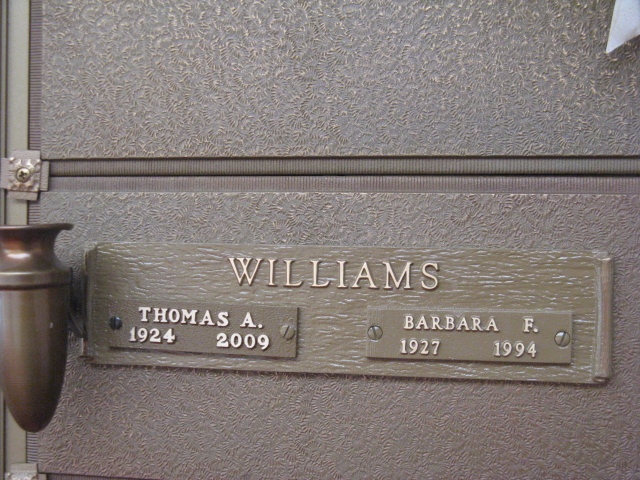 WILLIAMS
THOMAS A.
1924 2009
BARBARA F.
1927 1994